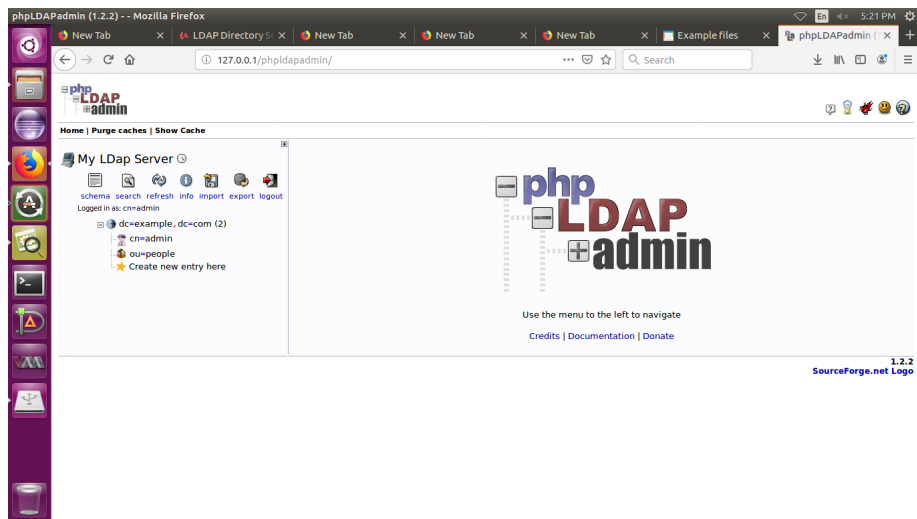 phpLDAPadmin (1.2.2) - - Mozilla Firefox
En
5:21 PM
New Tab
LDAP Directory S
New Tab
New Tab
New Tab
Example files
phpLDAPadmin (
127.0.0.1/phpldapadmin/
Search
php
LDAP
admin
Home | Purge caches | Show Cache
My LDap Server
schema search refresh info import export logout
Logged in as: cn=admin
dc=example,dc=com (2)
cn=admin
ou=people
Create new entry here
php
LDAP
admin
Use the menu to the left to navigate
Credits | Documentation | Donate
1.2.2
SourceForge.net Logo